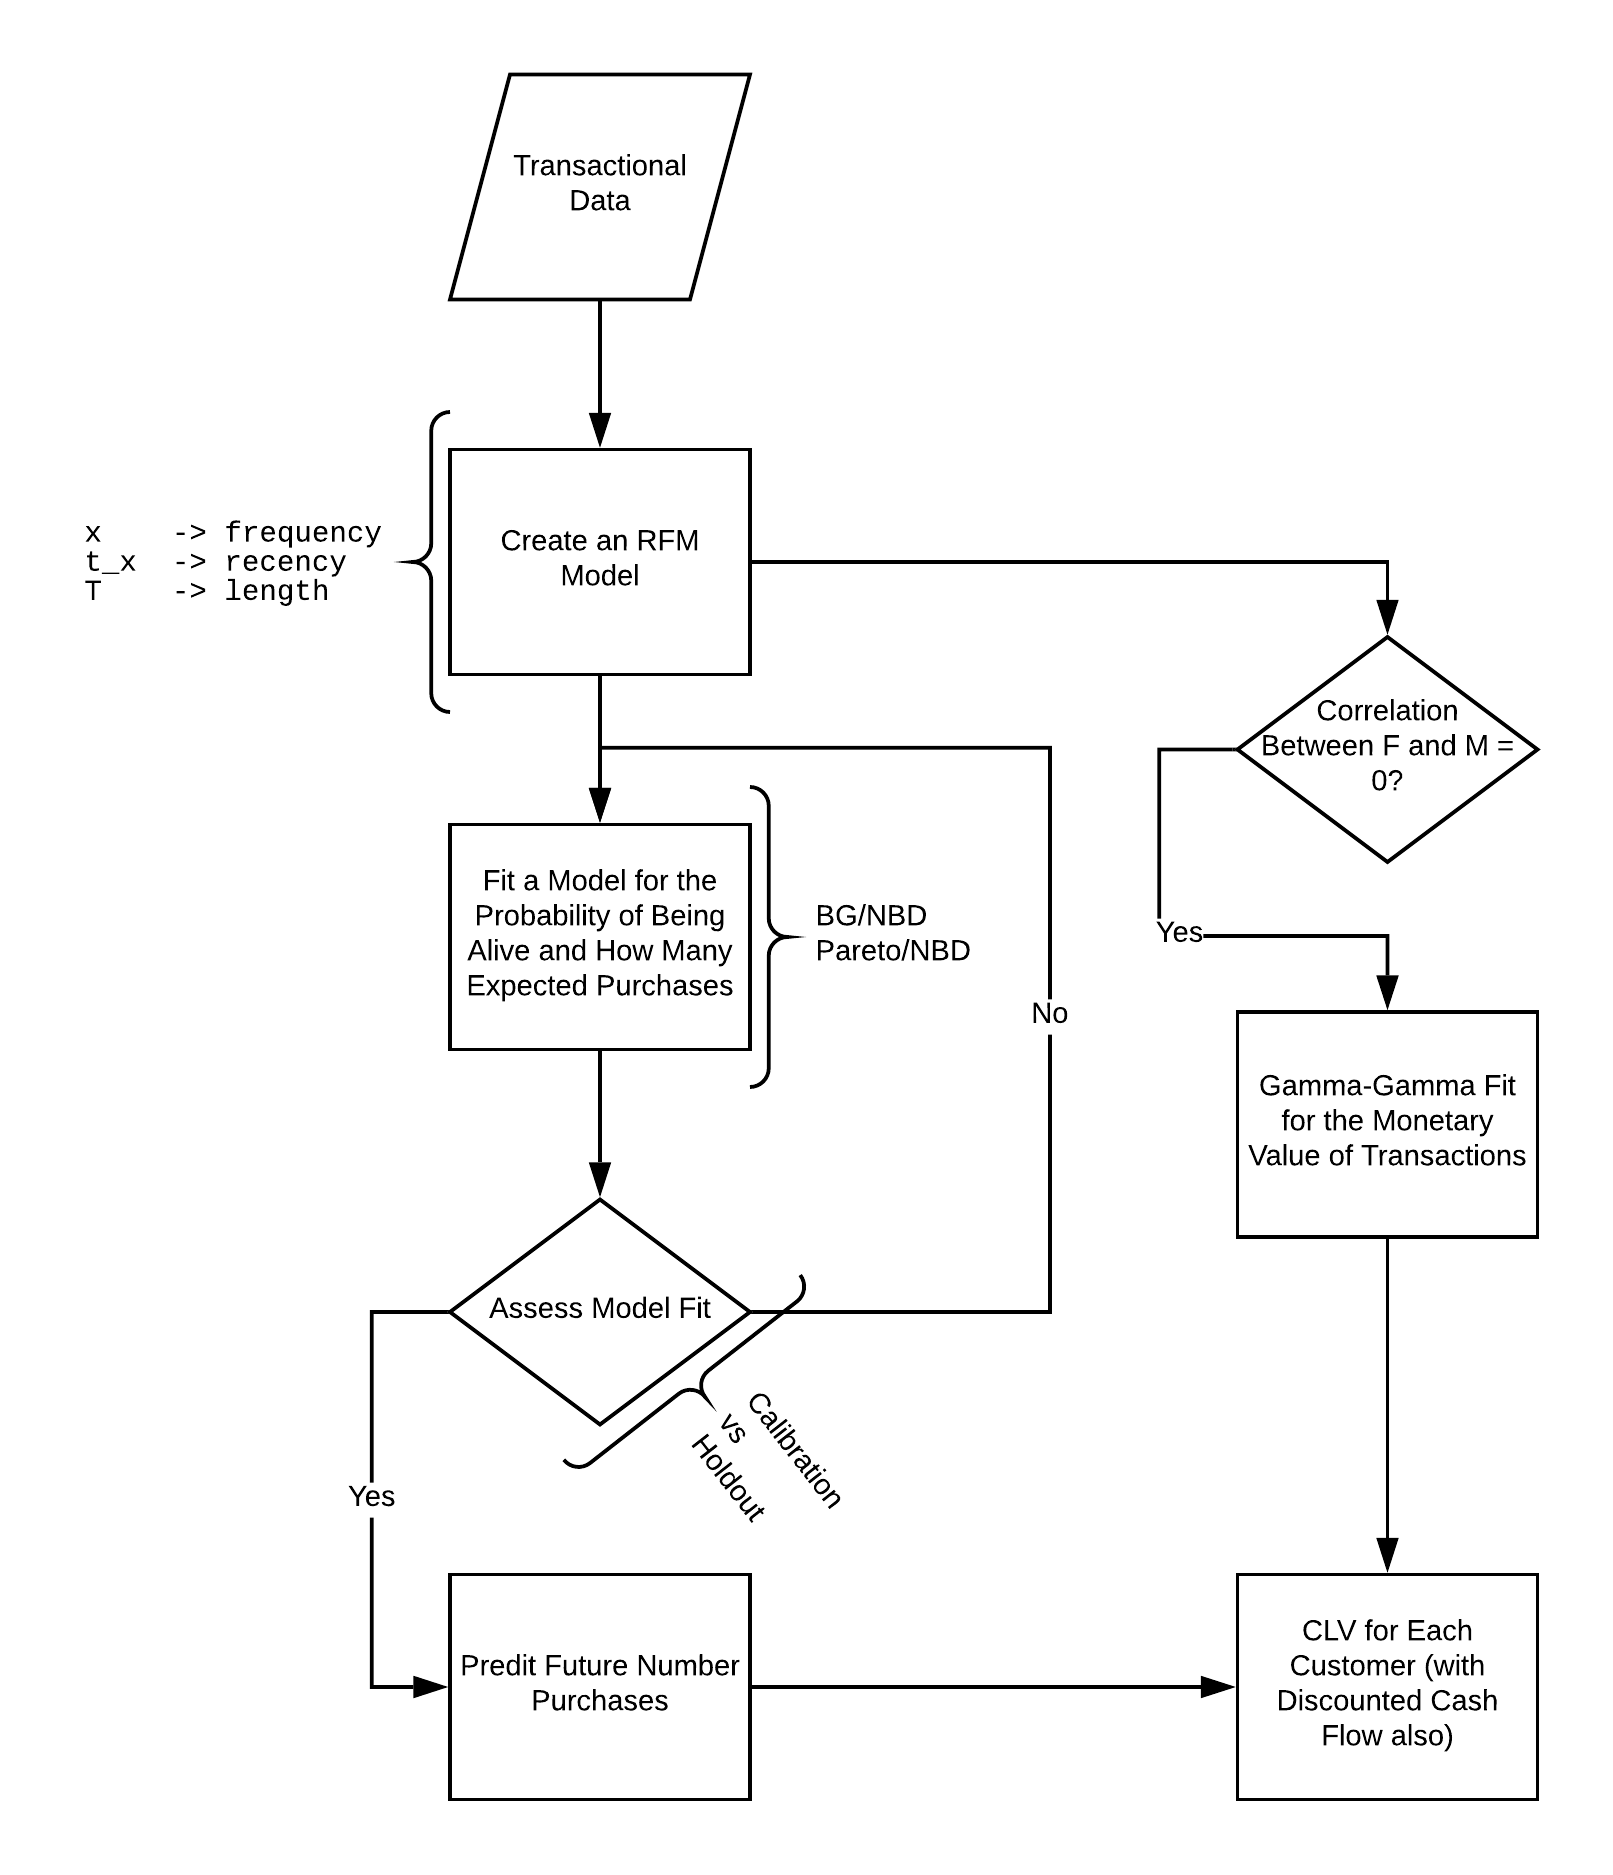 Transactional
Data
x    -> frequency
t_x  -> recency
T    -> length
Create an RFM
Model
Correlation
Between F and M =
0?
Yes
Fit a Model for the
Probability of Being
Alive and How Many
Expected Purchases
BG/NBD
Pareto/NBD
No
Gamma-Gamma Fit
for the Monetary
Value of Transactions
Assess Model Fit
Calibration
vs
Holdout
Yes
Predit Future Number
Purchases
CLV for Each
Customer (with
Discounted Cash
Flow also)